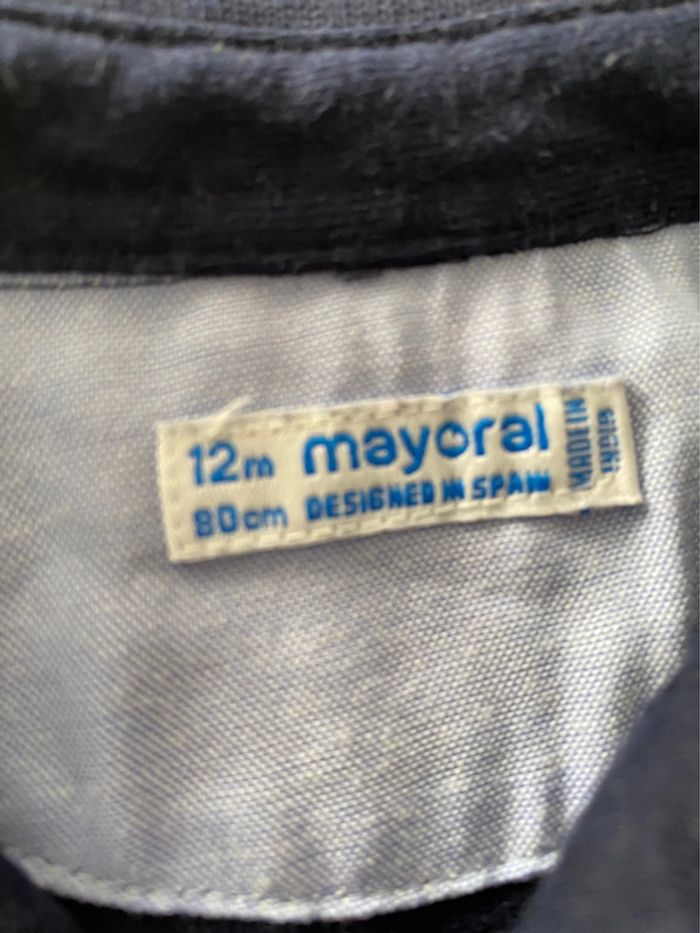 12m mayoral
80cm DESIGNED IN SPAIN
MADE IN
INDIA